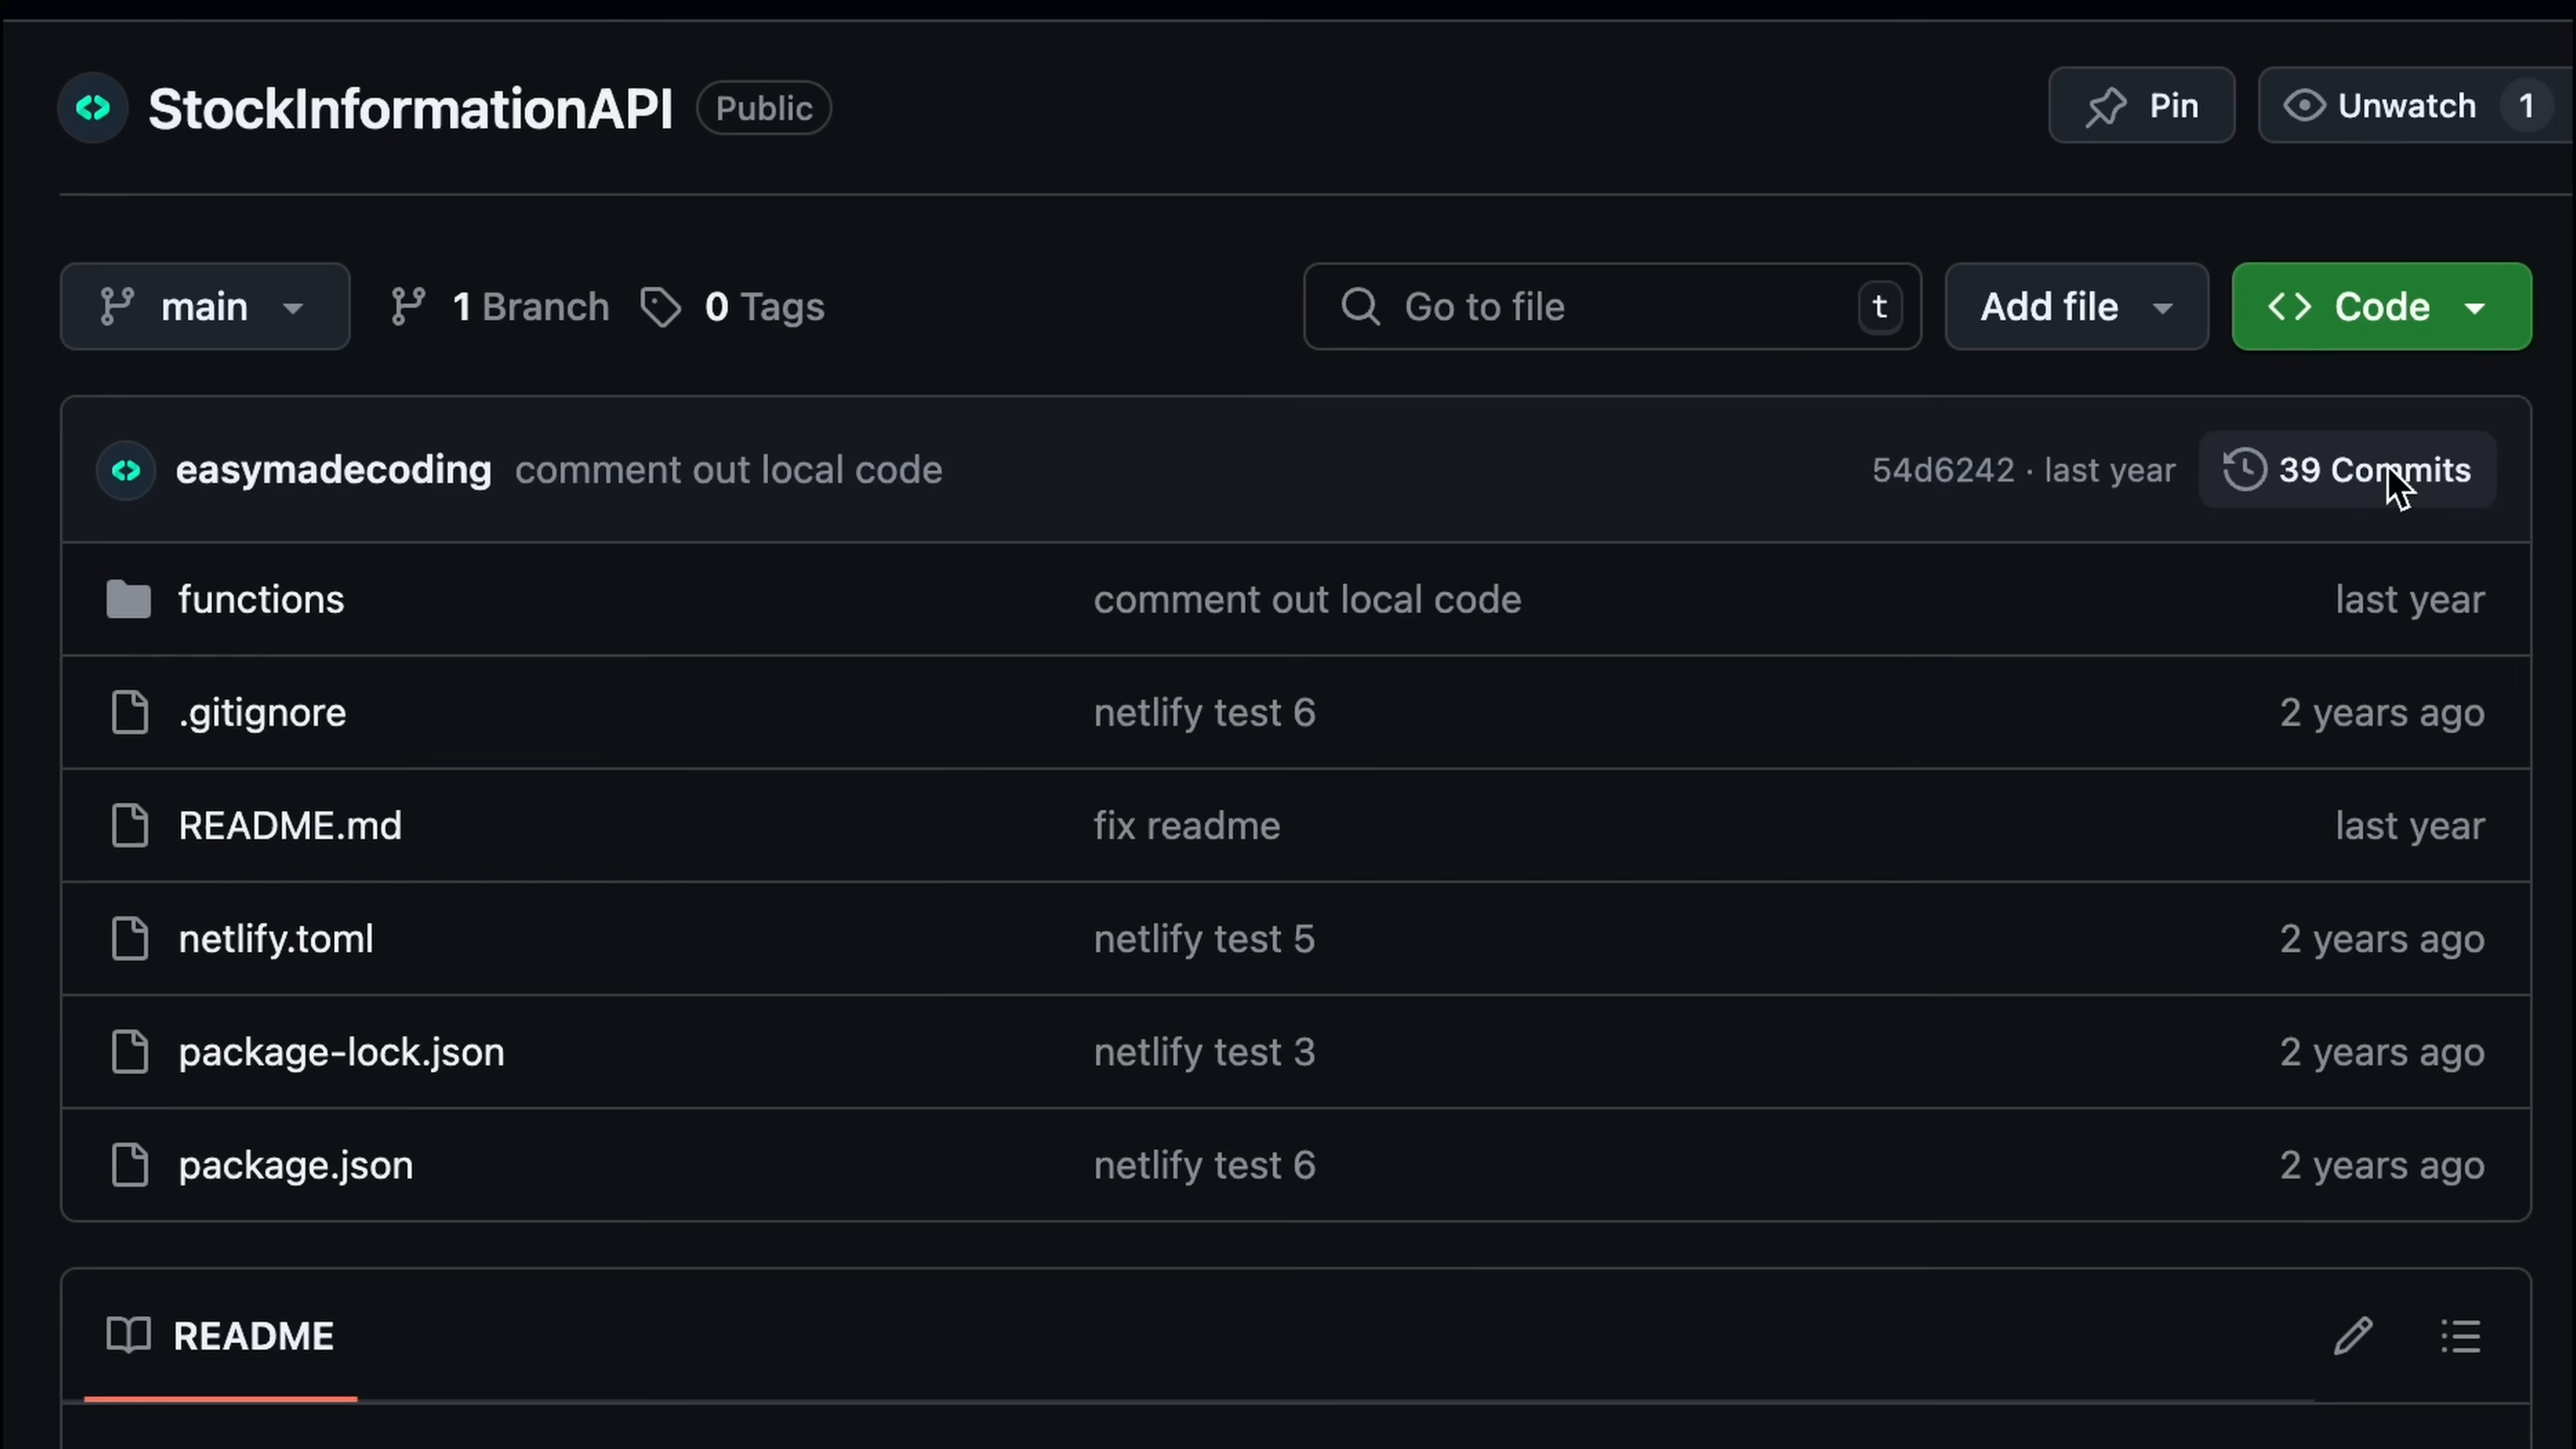 StockInformationAPI Public Pin Unwatch 1
main 1 Branch 0 Tags Go to file t Add file Code
easymadecoding comment out local code 54d6242 · last year 39 Commits
functions comment out local code last year
.gitignore netlify test 6 2 years ago
README.md fix readme last year
netlify.toml netlify test 5 2 years ago
package-lock.json netlify test 3 2 years ago
package.json netlify test 6 2 years ago
README